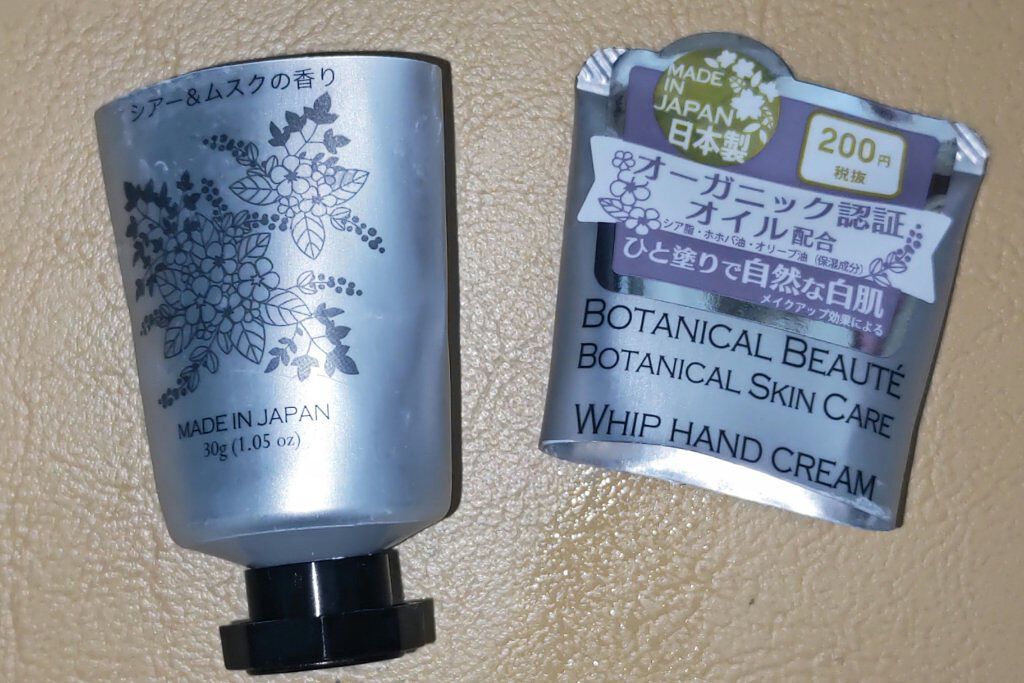 シアー&ムスクの香り
MADE IN JAPAN
30g (1.05 oz)
MADE
IN
JAPAN
日本製
200円
税抜
オーガニック認証
オイル配合
シア脂・ホホバ油・オリーブ油(保湿成分)
ひと塗りで自然な白肌
メイクアップ効果による
BOTANICAL BEAUTÉ
BOTANICAL SKIN CARE
WHIP HAND CREAM